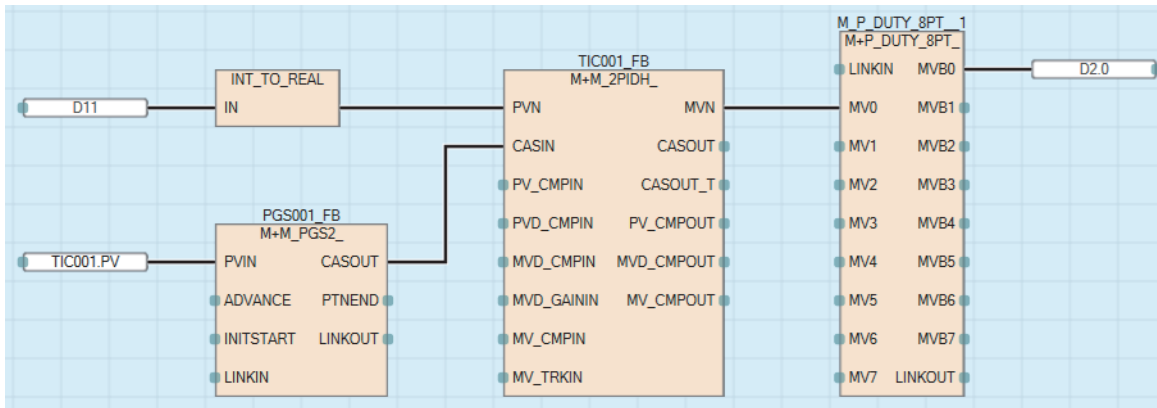 D11
INT_TO_REAL
IN
TIC001.PV
PGS001_FB
M+M_PGS2_
PVIN CASOUT
ADVANCE PTNEND
INITSTART LINKOUT
LINKIN
TIC001_FB
M+M_2PIDH_
PVN MVN
CASIN CASOUT
PV_CMPIN CASOUT_T
PVD_CMPIN PV_CMPOUT
MVD_CMPIN MVD_CMPOUT
MVD_GAININ MV_CMPOUT
MV_CMPIN
MV_TRKIN
M_P_DUTY_8PT__1
M+P_DUTY_8PT_
LINKIN MVB0
MV0 MVB1
MV1 MVB2
MV2 MVB3
MV3 MVB4
MV4 MVB5
MV5 MVB6
MV6 MVB7
MV7 LINKOUT
D2.0